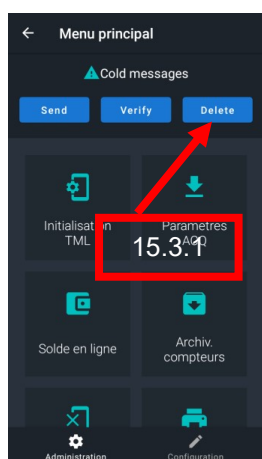 Menu principal
Cold messages
Send Verify Delete
Initialisation
TML
Parametres
ACQ
15.3.1
Solde en ligne
Archiv.
compteurs
Administration
Configuration